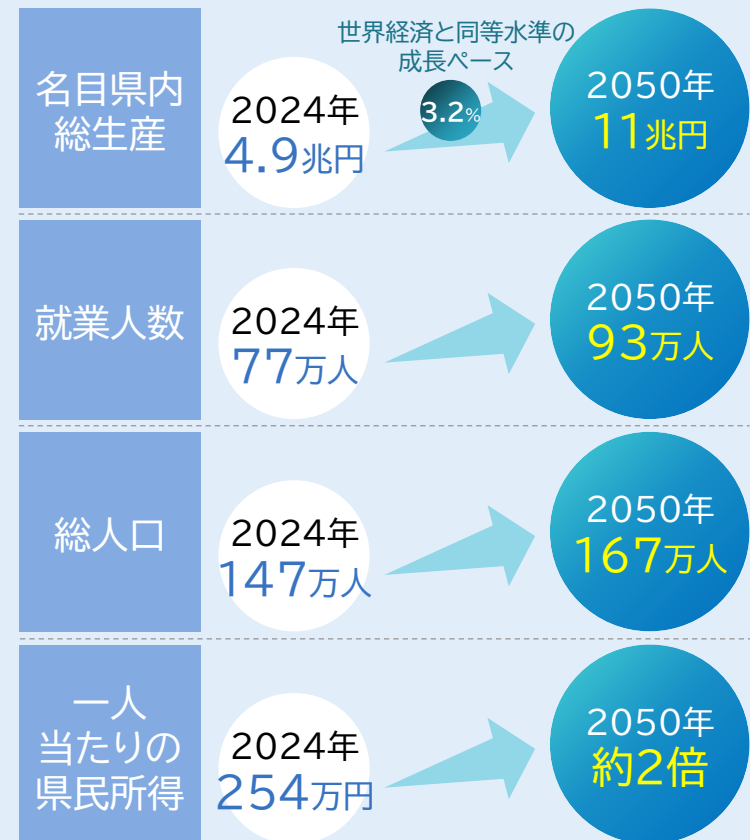 世界経済と同等水準の
成長ペース
3.2%
名目県内
総生産
2024年
4.9兆円
2050年
11兆円
就業人数
2024年
77万人
2050年
93万人
総人口
2024年
147万人
2050年
167万人
一人
当たりの
県民所得
2024年
254万円
2050年
約2倍